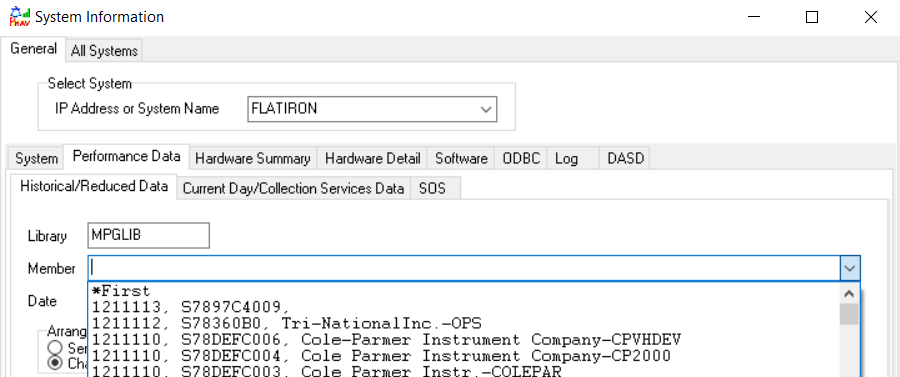 PNAV System Information
General All Systems
Select System
IP Address or System Name FLATIRON
System Performance Data Hardware Summary Hardware Detail Software ODBC Log DASD
Historical/Reduced Data Current Day/Collection Services Data SOS
Library MPGLIB
Member
*First
Date 1211113, S7897C4009,
1211112, S78360B0, Tri-NationalInc.-OPS
Arrang 1211110, S78DEFC006, Cole-Parmer Instrument Company-CPVHDEV
Ser 1211110, S78DEFC004, Cole Parmer Instrument Company-CP2000
Cha 1211110, S78DEFC003, Cole Parmer Instr.-COLEPAR